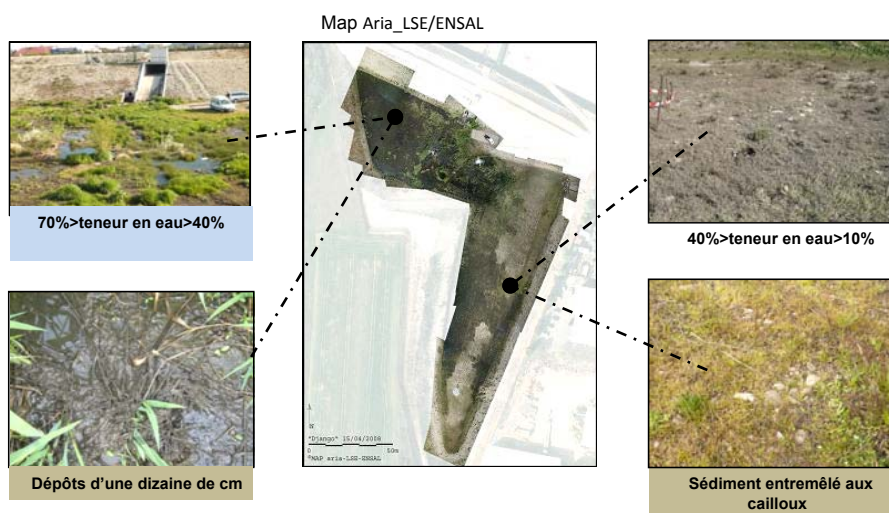 Map Aria_LSE/ENSAL
70%>teneur en eau>40%
40%>teneur en eau>10%
Dépôts d'une dizaine de cm
Sédiment entremêlé aux
cailloux
"Django" 15/04/2008
0 50m
"MAP aria-LSE-ENSAL